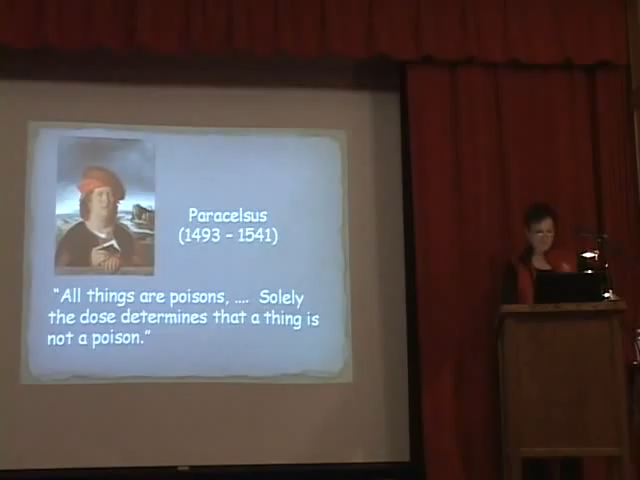 Paracelsus
(1493 – 1541)
“All things are poisons, .... Solely
the dose determines that a thing is
not a poison.”